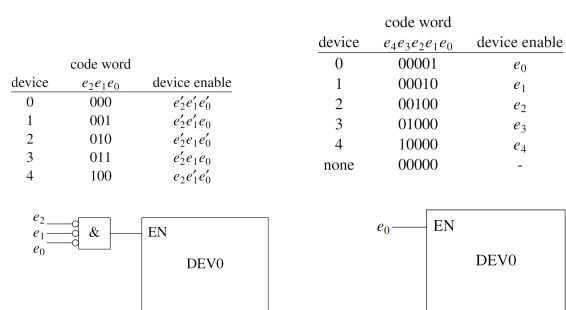 code word
device e₂e₁e₀ device enable
0 000 e₂′e₁′e₀′
1 001 e₂′e₁′e₀
2 010 e₂′e₁e₀′
3 011 e₂′e₁e₀
4 100 e₂e₁′e₀′
e₂
e₁
e₀
&
EN
DEV0
code word
device e₄e₃e₂e₁e₀ device enable
0 00001 e₀
1 00010 e₁
2 00100 e₂
3 01000 e₃
4 10000 e₄
none 00000 -
e₀
EN
DEV0